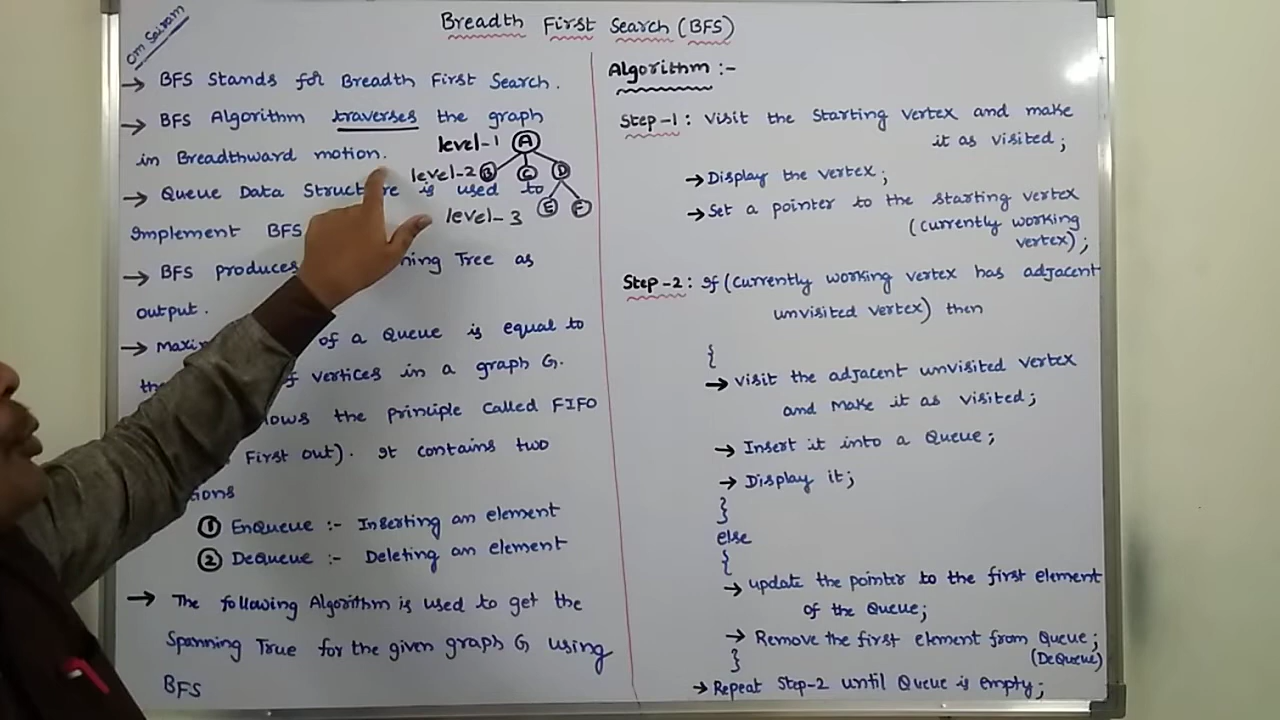 Breadth First Search (BFS)
Om Sairam
→ BFS Stands for Breadth First Search.
→ BFS Algorithm traverses the graph
in Breadthward motion.
level-1 A
level-2 B C D
level-3 E F
→ Queue Data Structure is used to
Implement BFS
→ BFS produces Tree as
output.
→ of a Queue is equal to
vertices in a graph G.
the principle called FIFO
First out). It contains two
① EnQueue :- Inserting an element
② DeQueue :- Deleting an element
→ The following Algorithm is used to get the
Spanning True for the given graph G using
BFS
Algorithm :-
Step-1: Visit the Starting vertex and make
it as visited;
→ Display the vertex;
→ Set a pointer to the starting vertex
(currently working
vertex);
Step-2: If (currently working vertex has adjacent
unvisited vertex) then
{
→ visit the adjacent unvisited vertex
and make it as visited;
→ Insert it into a Queue;
→ Display it;
}
else
{
→ update the pointer to the first element
of the Queue;
→ Remove the first element from Queue;
} (DeQueue)
→ Repeat Step-2 until Queue is empty;